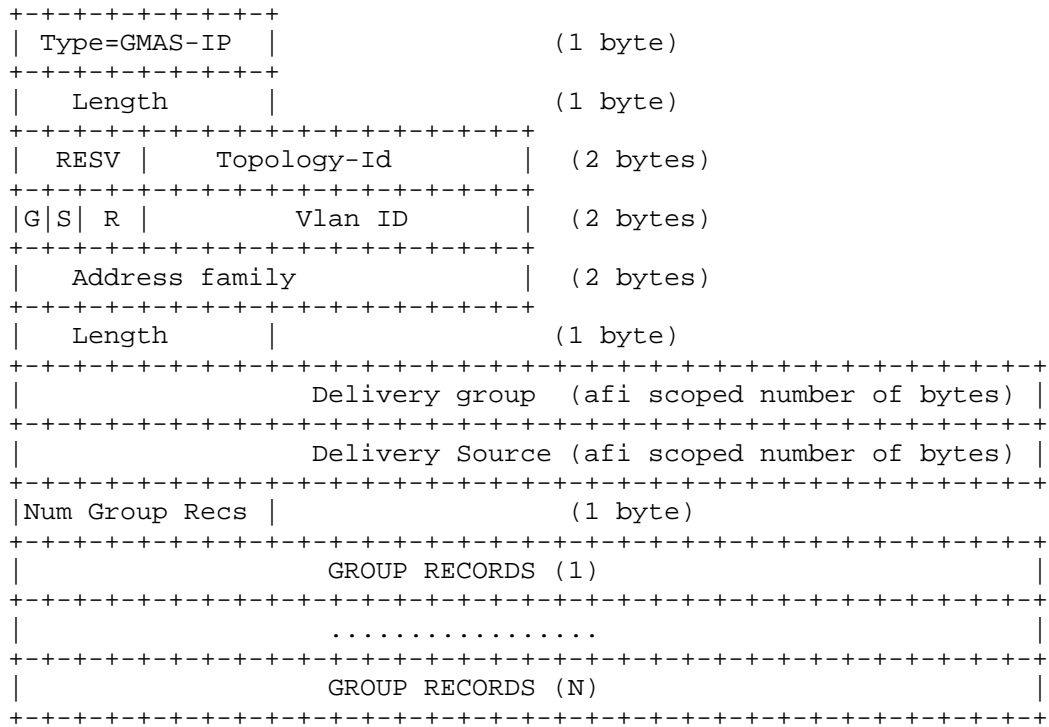 +-+-+-+-+-+-+-+-+
| Type=GMAS-IP  |                 (1 byte)
+-+-+-+-+-+-+-+-+
|   Length      |                 (1 byte)
+-+-+-+-+-+-+-+-+-+-+-+-+-+-+-+-+
|  RESV |    Topology-Id        |  (2 bytes)
+-+-+-+-+-+-+-+-+-+-+-+-+-+-+-+-+
|G|S| R |         Vlan ID       |  (2 bytes)
+-+-+-+-+-+-+-+-+-+-+-+-+-+-+-+-+
|   Address family              |  (2 bytes)
+-+-+-+-+-+-+-+-+-+-+-+-+-+-+-+-+
|   Length      |                 (1 byte)
+-+-+-+-+-+-+-+-+-+-+-+-+-+-+-+-+-+-+-+-+-+-+-+-+-+-+-+-+-+-+-+-+
|                  Delivery group  (afi scoped number of bytes) |
+-+-+-+-+-+-+-+-+-+-+-+-+-+-+-+-+-+-+-+-+-+-+-+-+-+-+-+-+-+-+-+-+
|                  Delivery Source (afi scoped number of bytes) |
+-+-+-+-+-+-+-+-+-+-+-+-+-+-+-+-+-+-+-+-+-+-+-+-+-+-+-+-+-+-+-+-+
|Num Group Recs |                  (1 byte)
+-+-+-+-+-+-+-+-+-+-+-+-+-+-+-+-+-+-+-+-+-+-+-+-+-+-+-+-+-+-+-+-+
|                   GROUP RECORDS (1)                           |
+-+-+-+-+-+-+-+-+-+-+-+-+-+-+-+-+-+-+-+-+-+-+-+-+-+-+-+-+-+-+-+-+
|                   .................                           |
+-+-+-+-+-+-+-+-+-+-+-+-+-+-+-+-+-+-+-+-+-+-+-+-+-+-+-+-+-+-+-+-+
|                   GROUP RECORDS (N)                           |
+-+-+-+-+-+-+-+-+-+-+-+-+-+-+-+-+-+-+-+-+-+-+-+-+-+-+-+-+-+-+-+-+